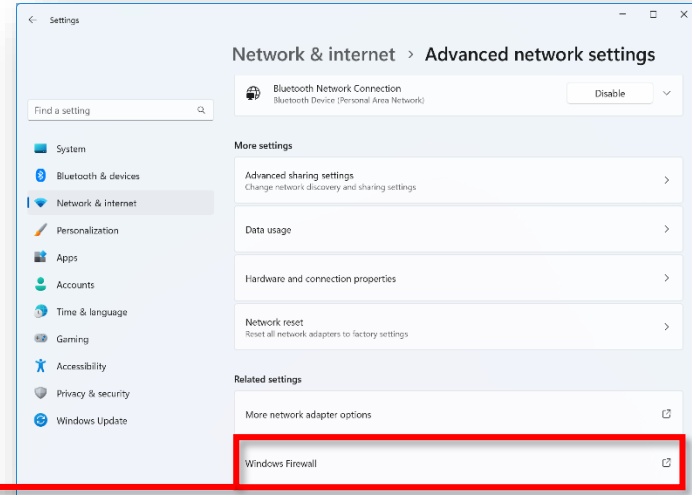 Settings
Network & internet > Advanced network settings
Bluetooth Network Connection
Bluetooth Device (Personal Area Network)
Disable
Find a setting
System
Bluetooth & devices
Network & internet
Personalization
Apps
Accounts
Time & language
Gaming
Accessibility
Privacy & security
Windows Update
More settings
Advanced sharing settings
Change network discovery and sharing settings
Data usage
Hardware and connection properties
Network reset
Reset all network adapters to factory settings
Related settings
More network adapter options
Windows Firewall